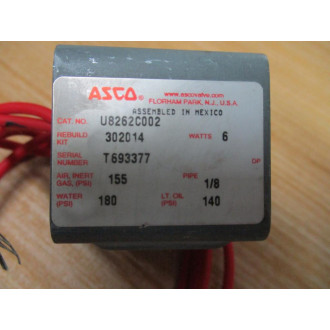 ASCO®
www.ascovalve.com
FLORHAM PARK, N.J., U.S.A.
ASSEMBLED IN MEXICO
CAT. NO. U8262C002
REBUILD KIT 302014 WATTS 6
SERIAL NUMBER T693377 OP
AIR, INERT GAS, (PSI) 155 PIPE 1/8
WATER (PSI) 180 LT. OIL (PSI) 140